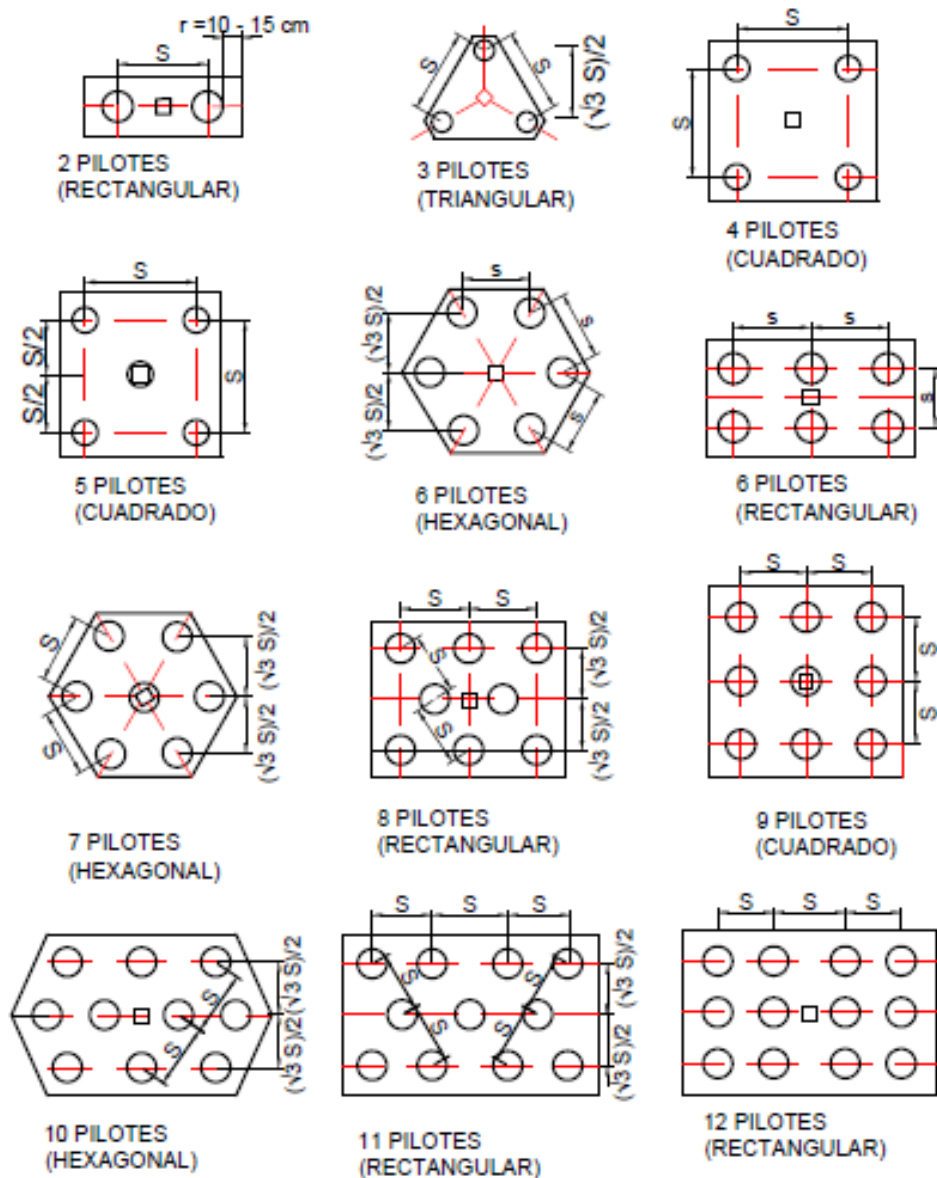 r =10 - 15 cm
S
2 PILOTES
(RECTANGULAR)
S
S
(√3 S)/2
3 PILOTES
(TRIANGULAR)
S
S
4 PILOTES
(CUADRADO)
S
S/2
S/2
S
5 PILOTES
(CUADRADO)
s
(√3 S)/2
(√3 S)/2
s
s
6 PILOTES
(HEXAGONAL)
s
s
s
6 PILOTES
(RECTANGULAR)
S
S
(√3 S)/2
(√3 S)/2
7 PILOTES
(HEXAGONAL)
S
S
S
S
(√3 S)/2
(√3 S)/2
8 PILOTES
(RECTANGULAR)
S
S
S
S
9 PILOTES
(CUADRADO)
S
S
(√3 S)/2
(√3 S)/2
10 PILOTES
(HEXAGONAL)
S
S
S
S
S
S
S
(√3 S)/2
(√3 S)/2
11 PILOTES
(RECTANGULAR)
S
S
S
12 PILOTES
(RECTANGULAR)